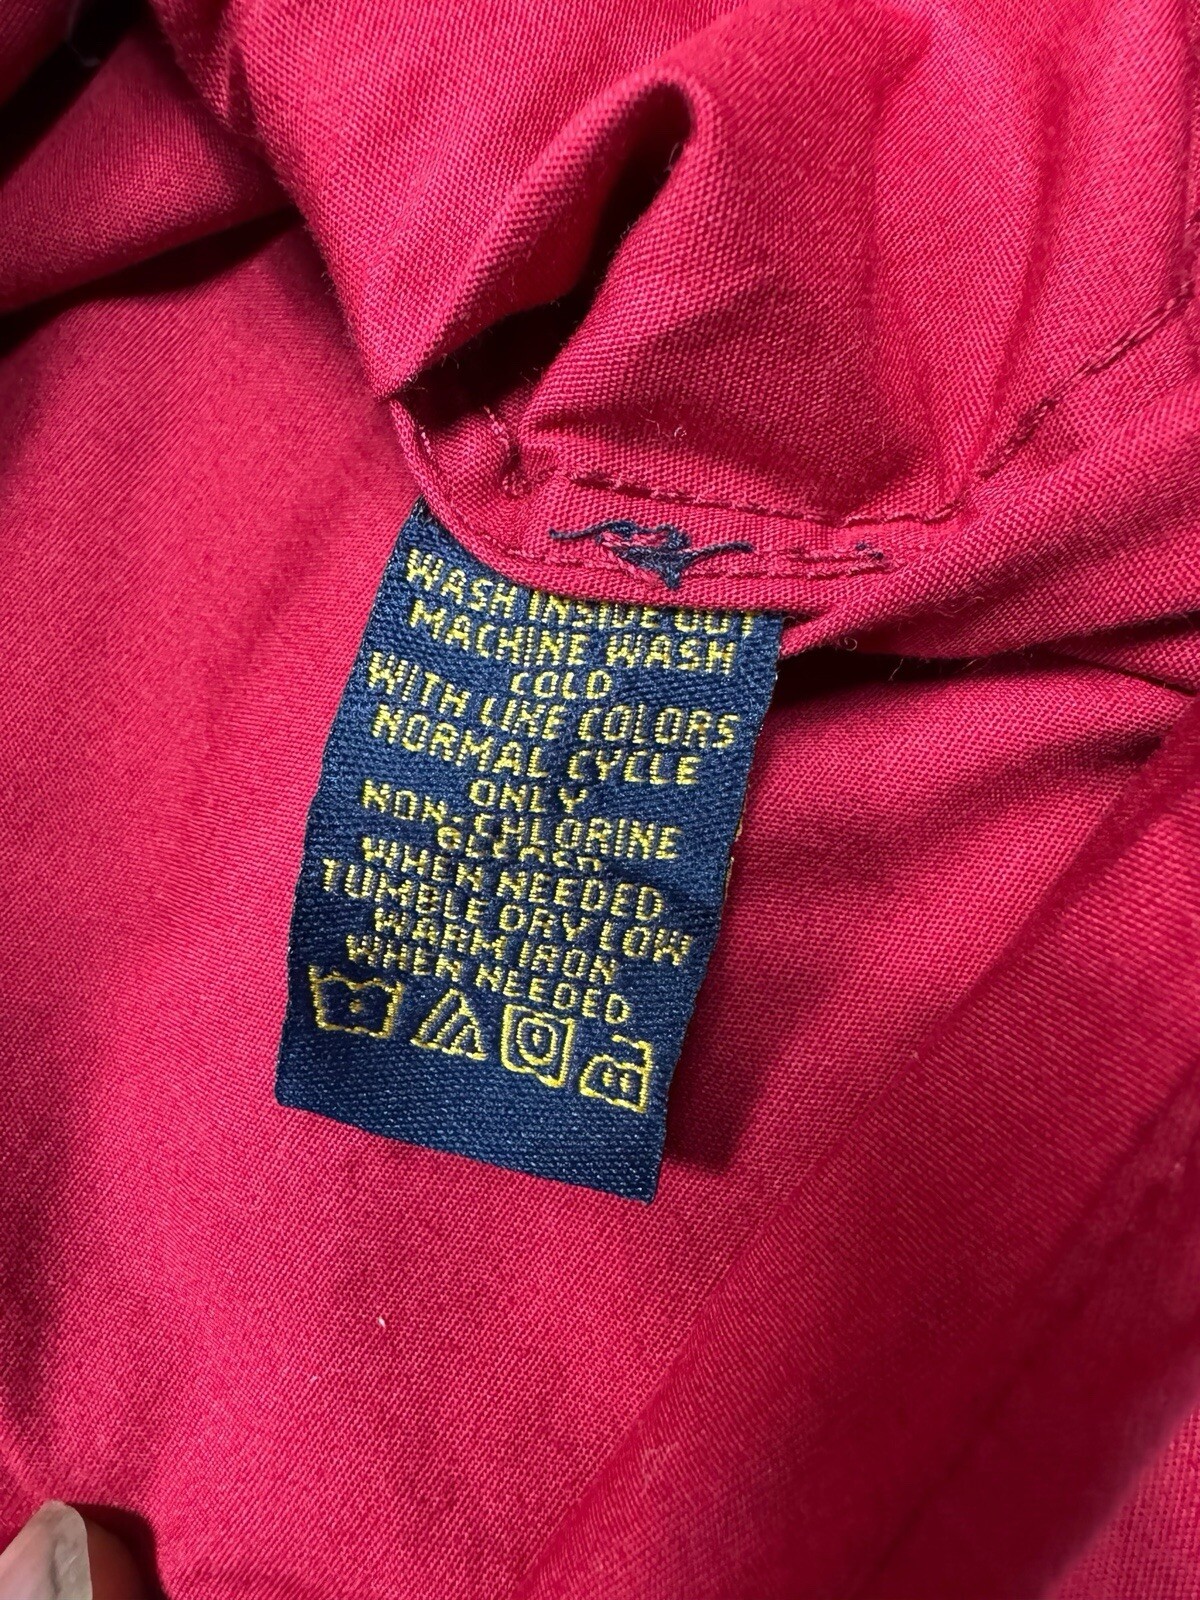 WASH INSIDE OUT
MACHINE WASH
COLD
WITH LIKE COLORS
NORMAL CYCLE
ONLY
NON-CHLORINE
WHEN NEEDED
TUMBLE DRY LOW
WARM IRON
WHEN NEEDED